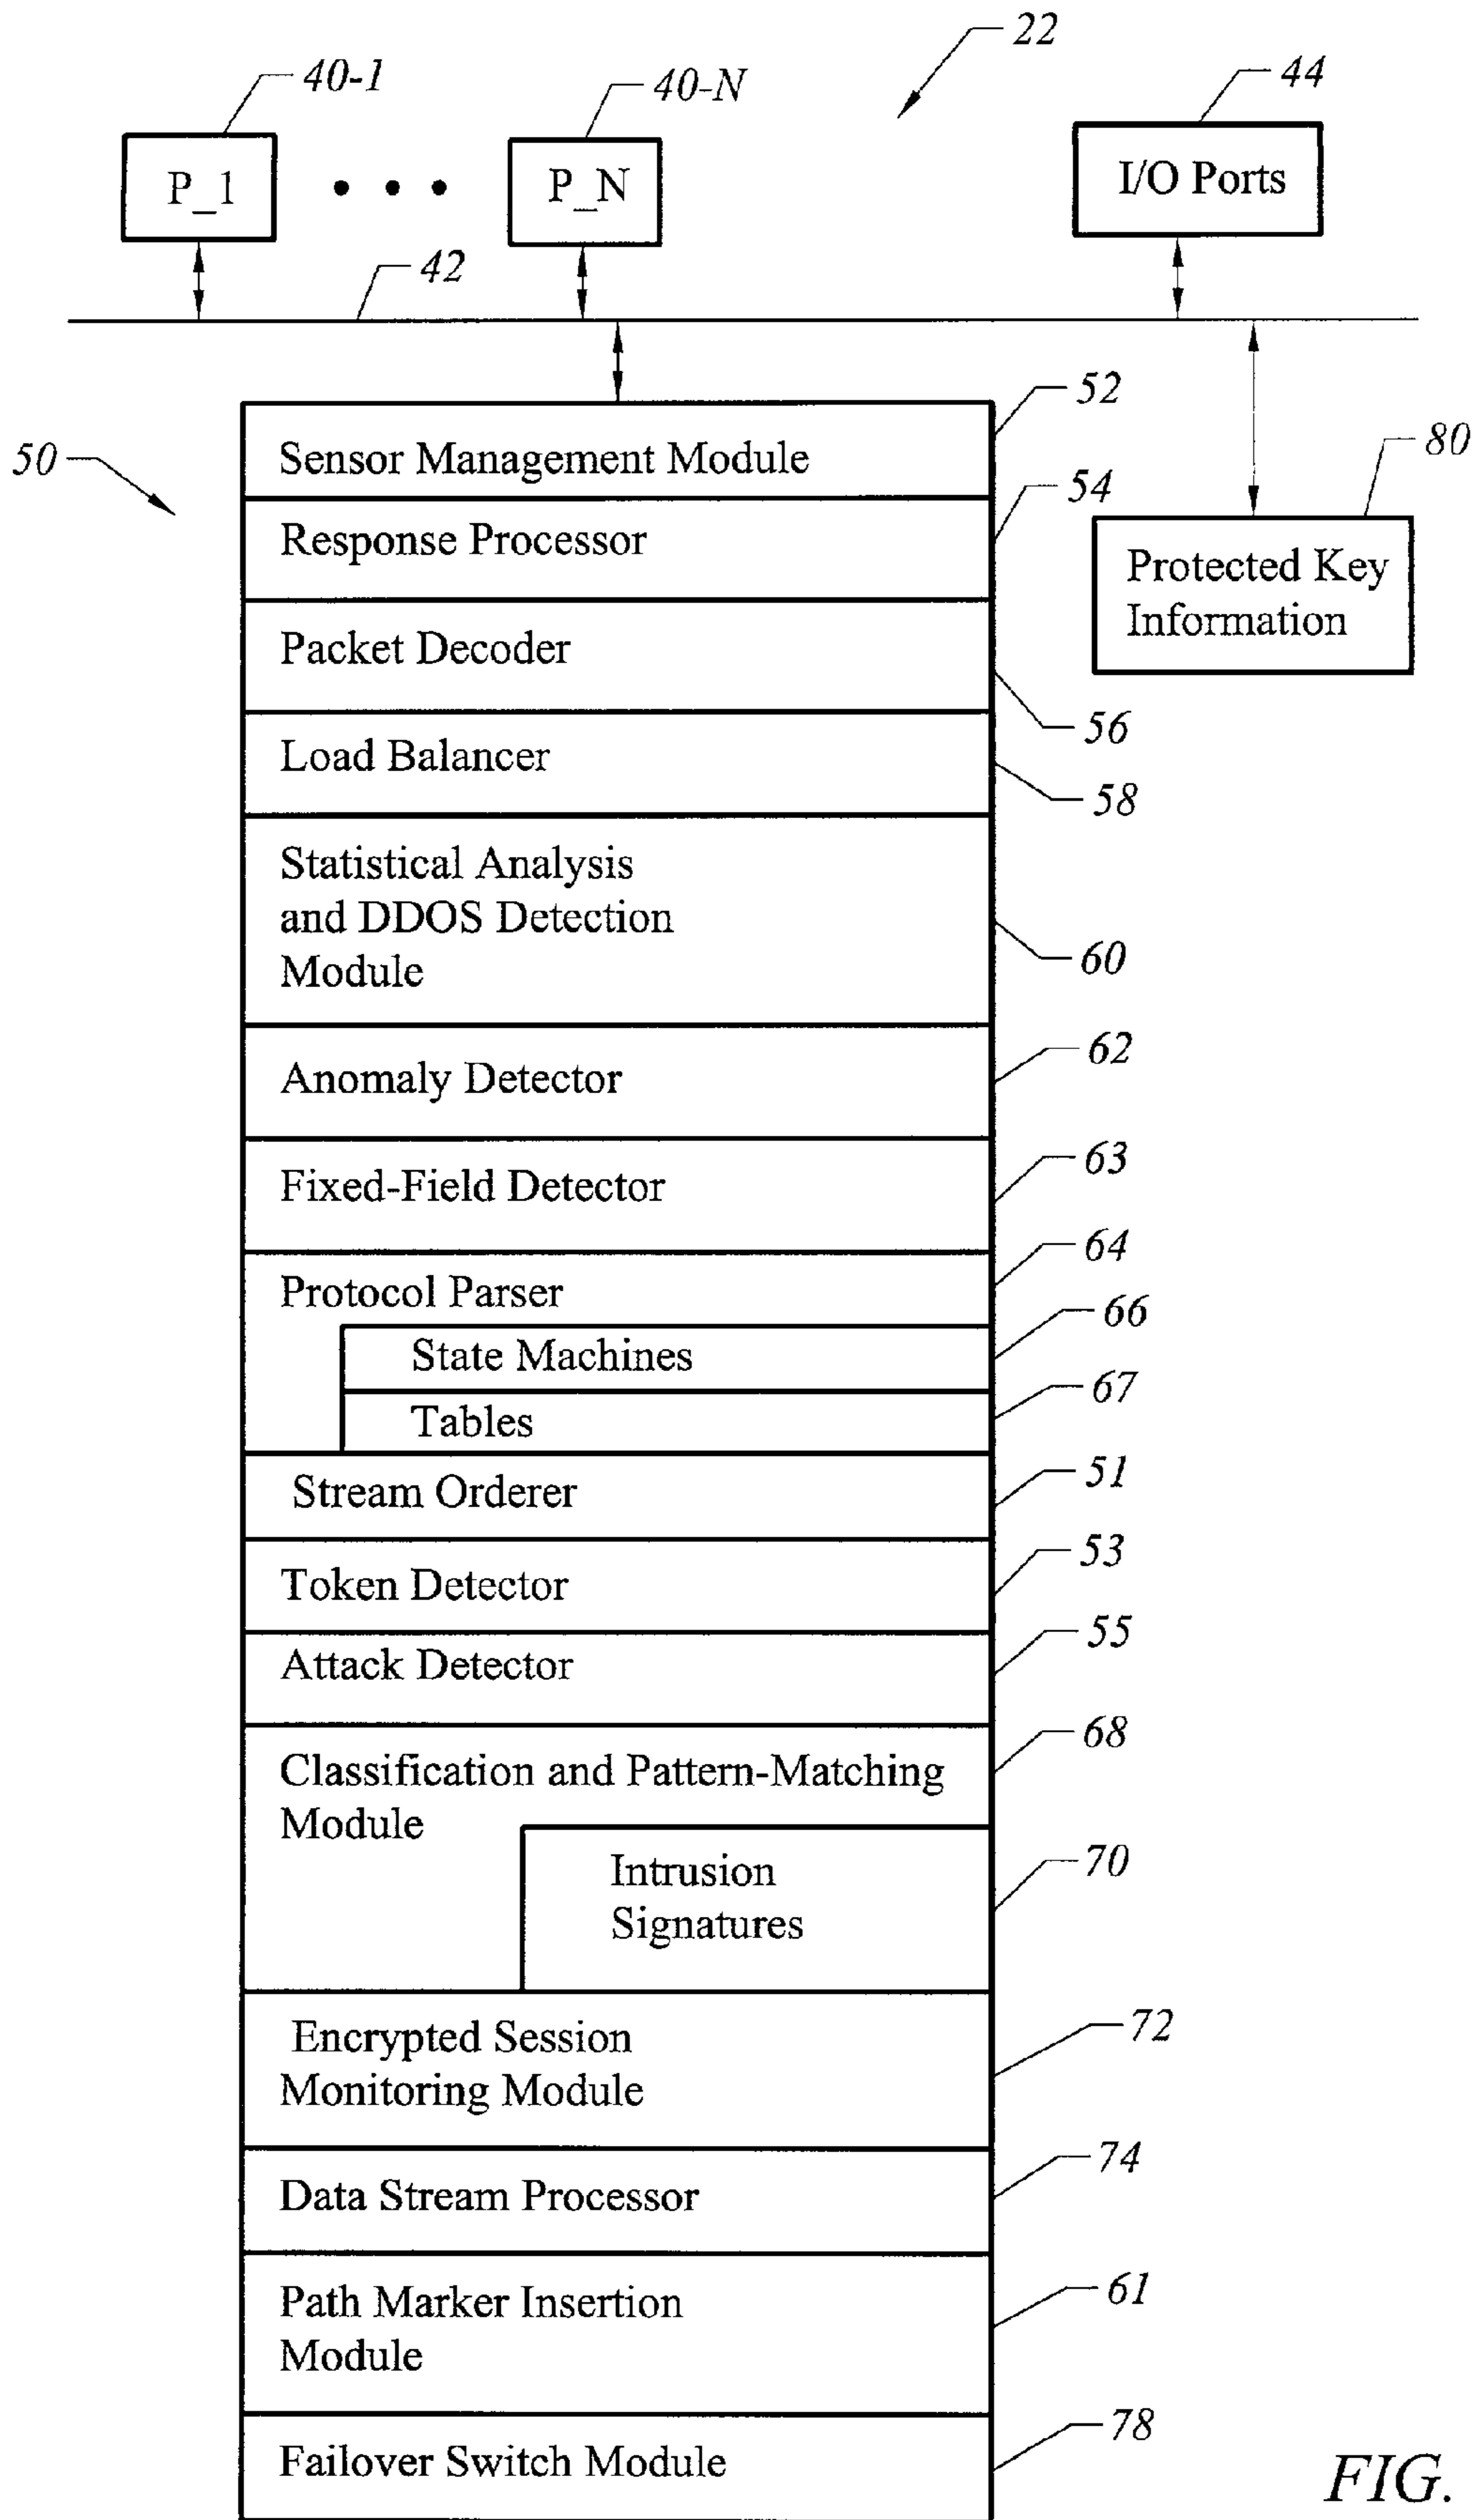 22
40-1
40-N
44
P_1
P_N
I/O Ports
42
52
Sensor Management Module
50
80
54
Response Processor
Protected Key
Information
Packet Decoder
56
Load Balancer
58
Statistical Analysis
and DDOS Detection
Module
60
62
Anomaly Detector
63
Fixed-Field Detector
64
Protocol Parser
66
State Machines
67
Tables
51
Stream Orderer
53
Token Detector
55
Attack Detector
68
Classification and Pattern-Matching
Module
70
Intrusion
Signatures
72
Encrypted Session
Monitoring Module
74
Data Stream Processor
61
Path Marker Insertion
Module
78
Failover Switch Module
FIG.